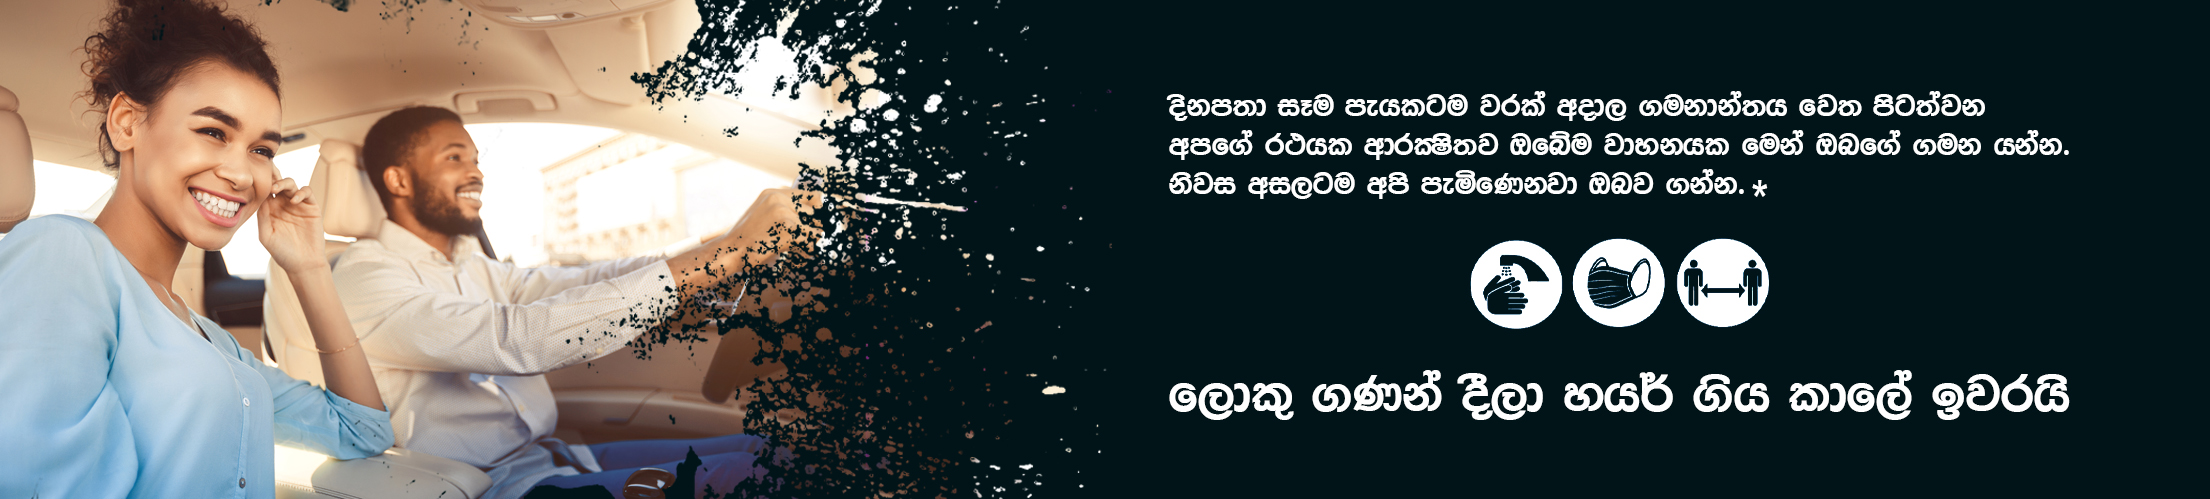 දිනපතා සෑම පැයකටම වරක් අදාල ගමනාන්තය වෙත පිටත්වන
අපගේ රථයක ආරක්ෂිතව ඔබේම වාහනයක මෙන් ඔබගේ ගමන යන්න.
නිවස අසලටම අපි පැමිණෙනවා ඔබව ගන්න. *
ලොකු ගණන් දීලා හයර් ගිය කාලේ ඉවරයි